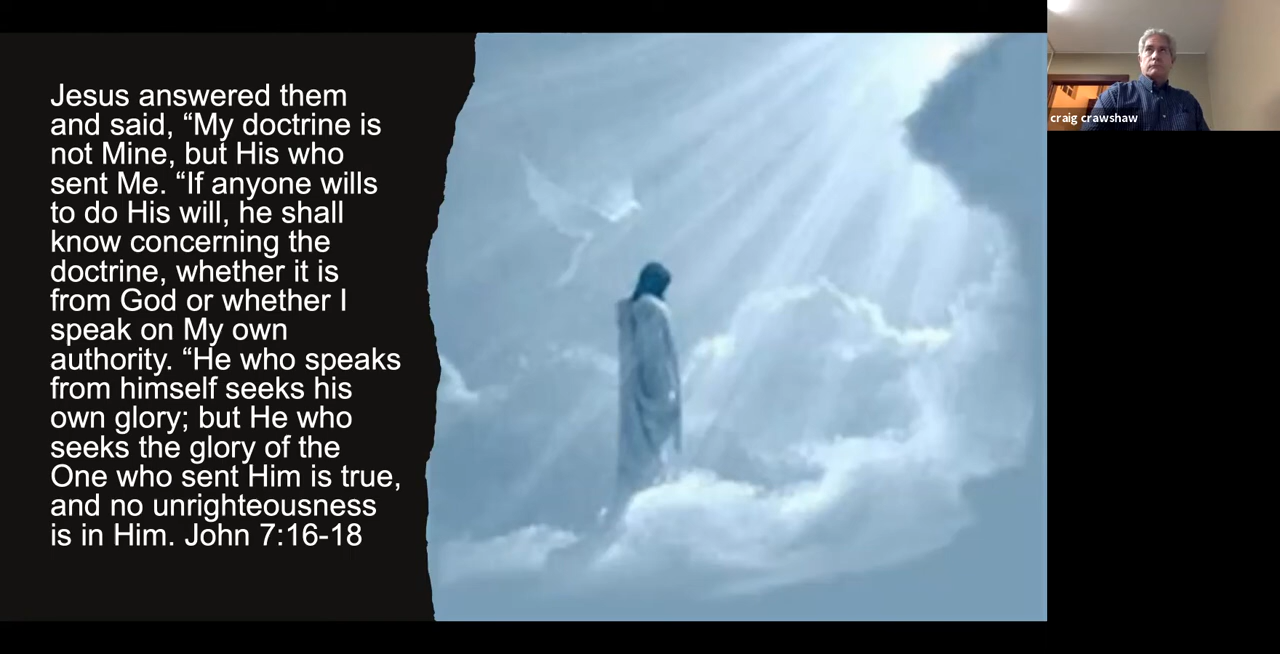 Jesus answered them
and said, “My doctrine is
not Mine, but His who
sent Me. “If anyone wills
to do His will, he shall
know concerning the
doctrine, whether it is
from God or whether I
speak on My own
authority. “He who speaks
from himself seeks his
own glory; but He who
seeks the glory of the
One who sent Him is true,
and no unrighteousness
is in Him. John 7:16-18
craig crawshaw